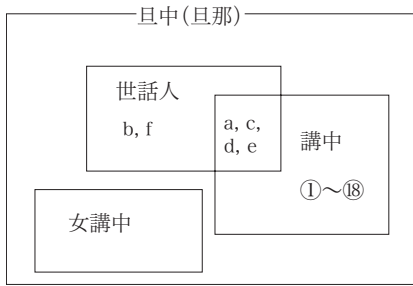 旦中(旦那)
世話人
b, f
a, c,
d, e
講中
①～⑱
女講中